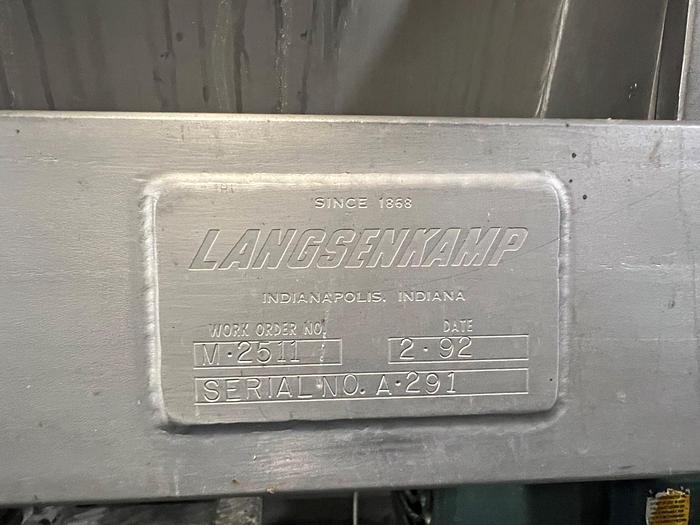 SINCE 1868
LANGSENKAMP
INDIANAPOLIS, INDIANA
WORK ORDER NO. DATE
M·2511 2·92
SERIAL NO. A·291